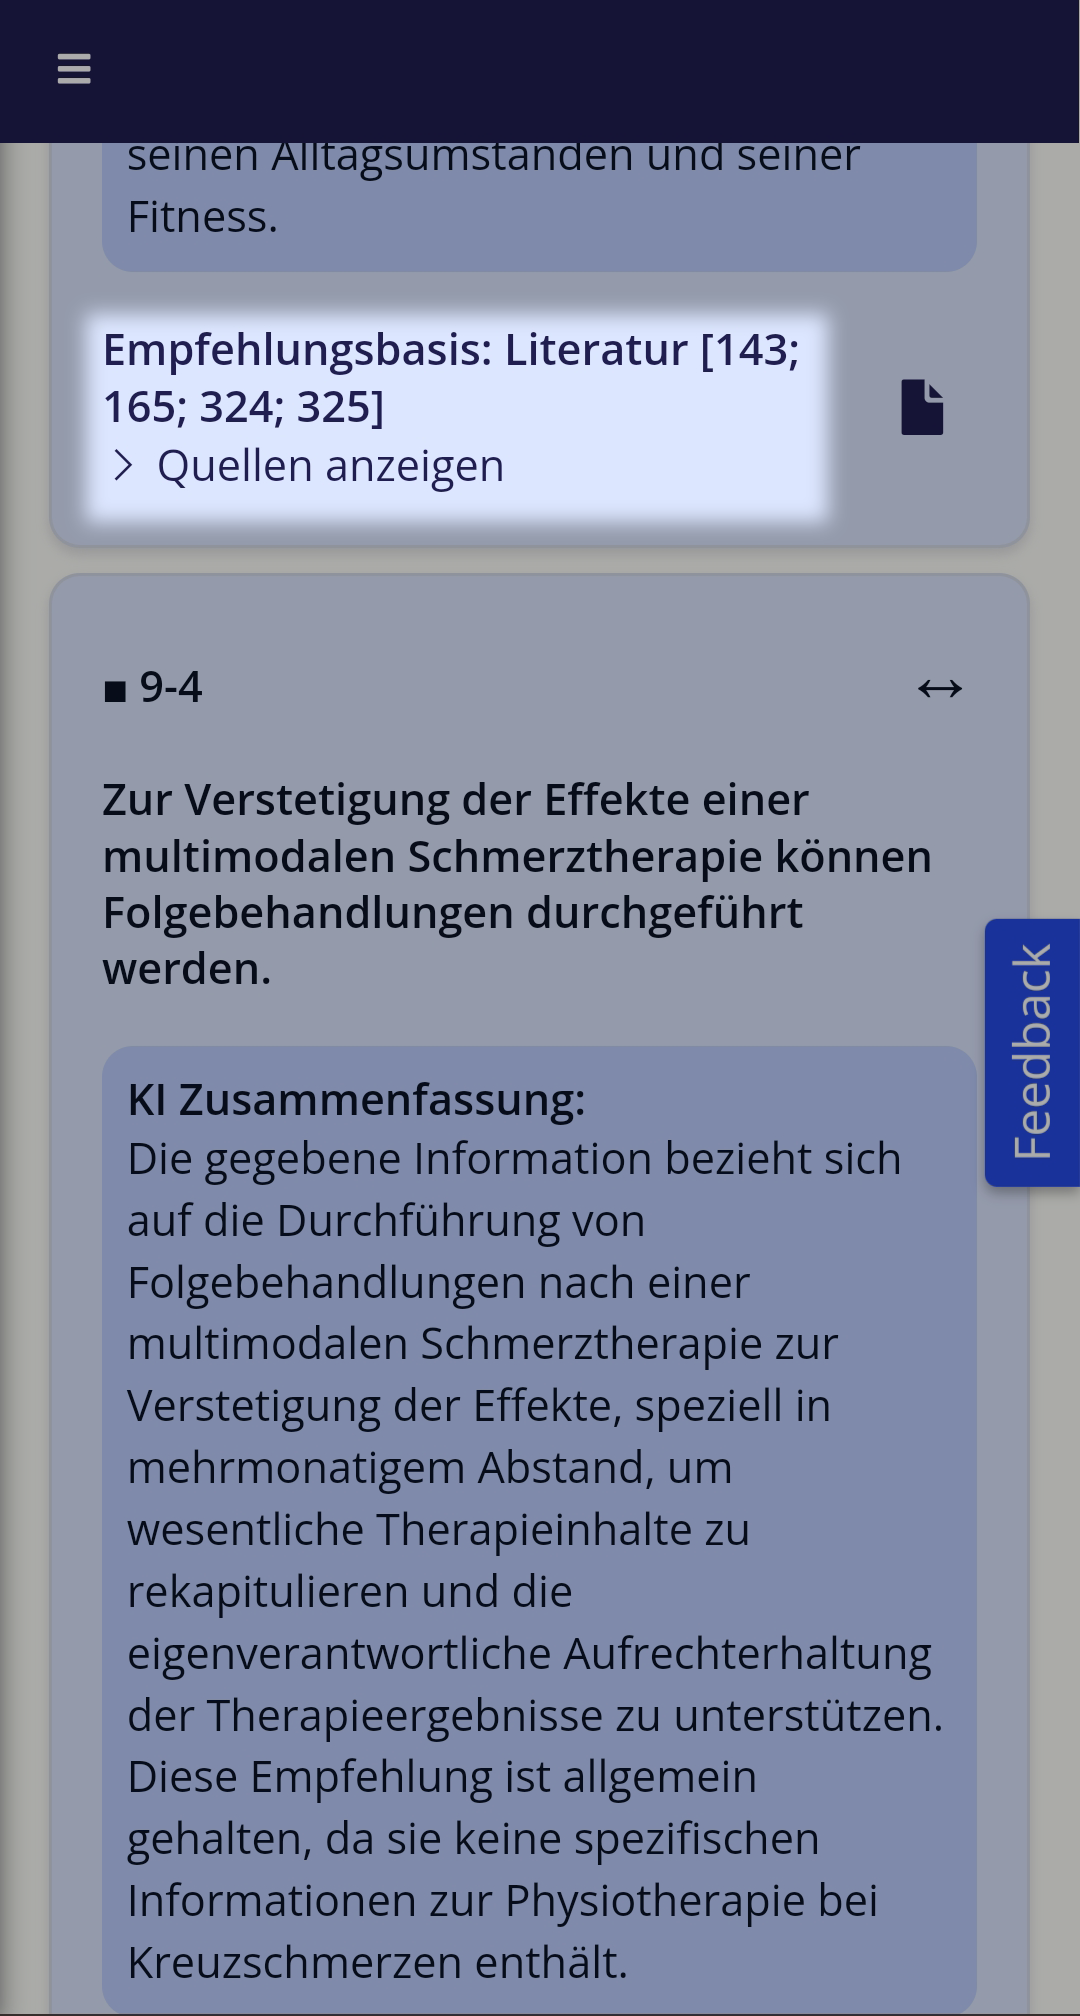 seinen Alltagsumständen und seiner
Fitness.
Empfehlungsbasis: Literatur [143;
165; 324; 325]
Quellen anzeigen
■ 9-4
↔
Zur Verstetigung der Effekte einer
multimodalen Schmerztherapie können
Folgebehandlungen durchgeführt
werden.
Feedback
KI Zusammenfassung:
Die gegebene Information bezieht sich
auf die Durchführung von
Folgebehandlungen nach einer
multimodalen Schmerztherapie zur
Verstetigung der Effekte, speziell in
mehrmonatigem Abstand, um
wesentliche Therapieinhalte zu
rekapitulieren und die
eigenverantwortliche Aufrechterhaltung
der Therapieergebnisse zu unterstützen.
Diese Empfehlung ist allgemein
gehalten, da sie keine spezifischen
Informationen zur Physiotherapie bei
Kreuzschmerzen enthält.